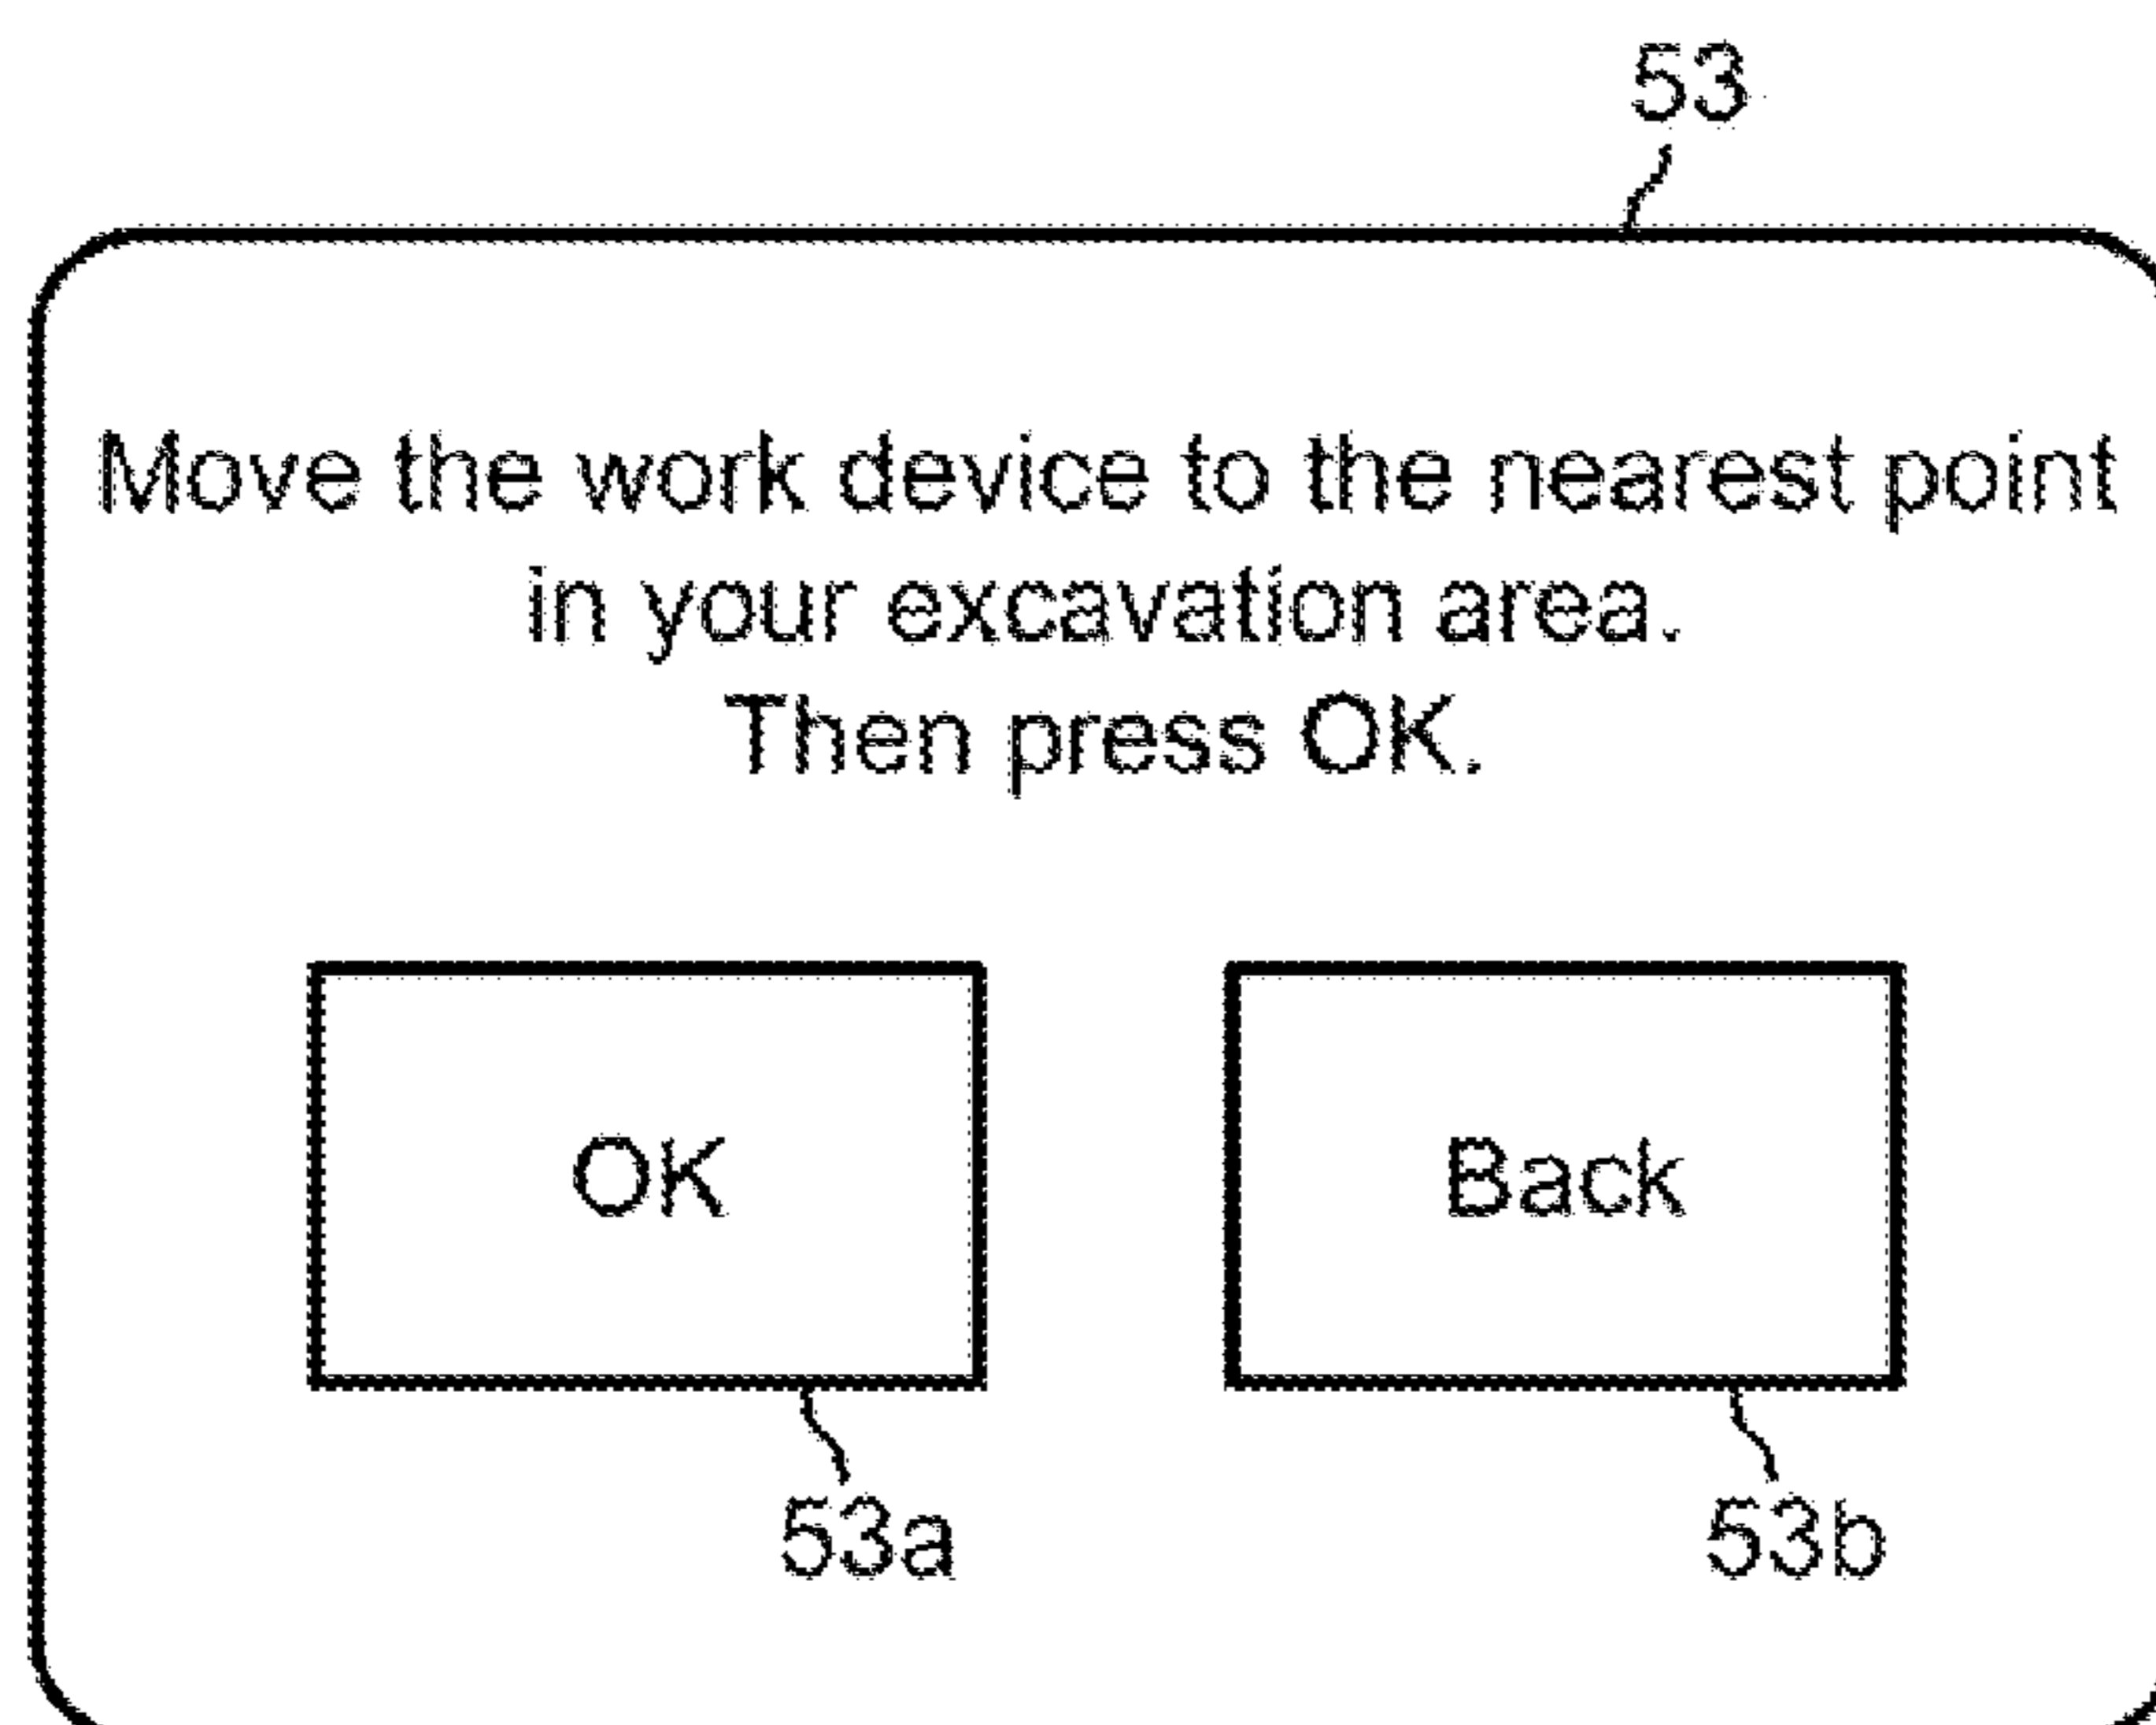 53
Move the work device to the nearest point
in your excavation area.
Then press OK.
OK
Back
53a
53b